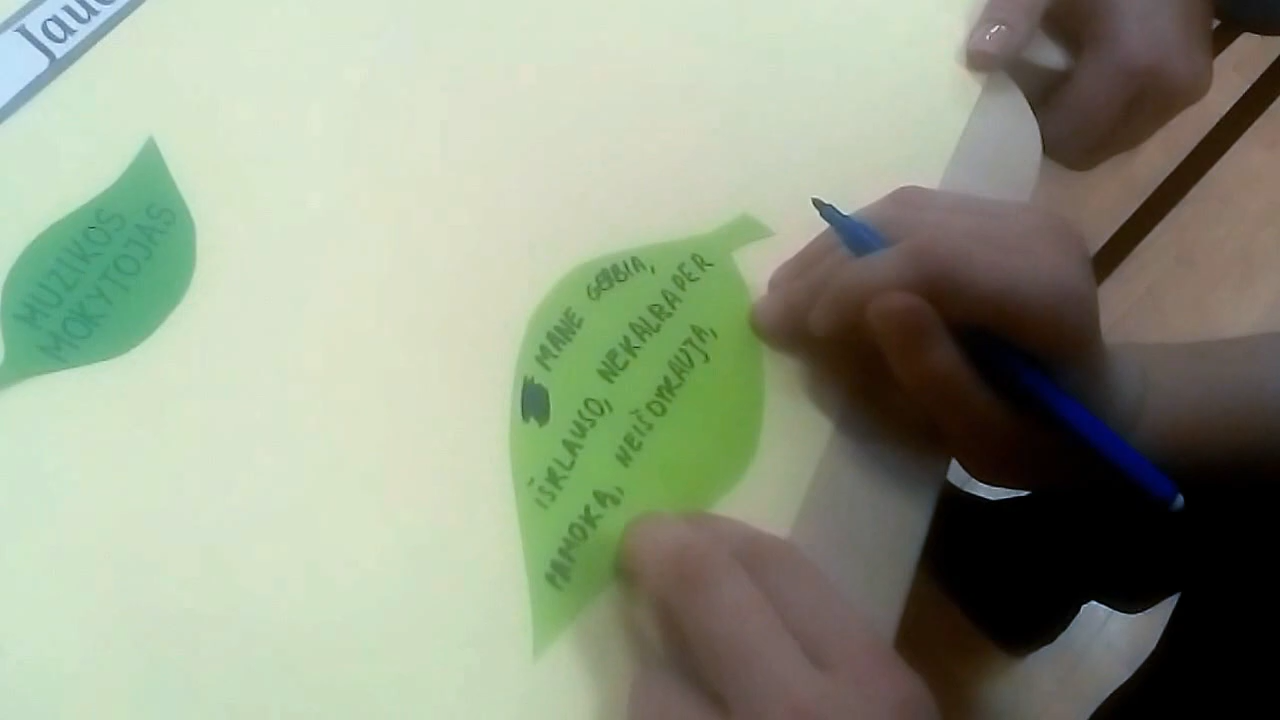 Jau
MUZIKOS
MOKYTOJAS
MANE GERBIA,
IŠKLAUSO, NEKALBA PER
PAMOKĄ, NEIŠDYKAUJA,